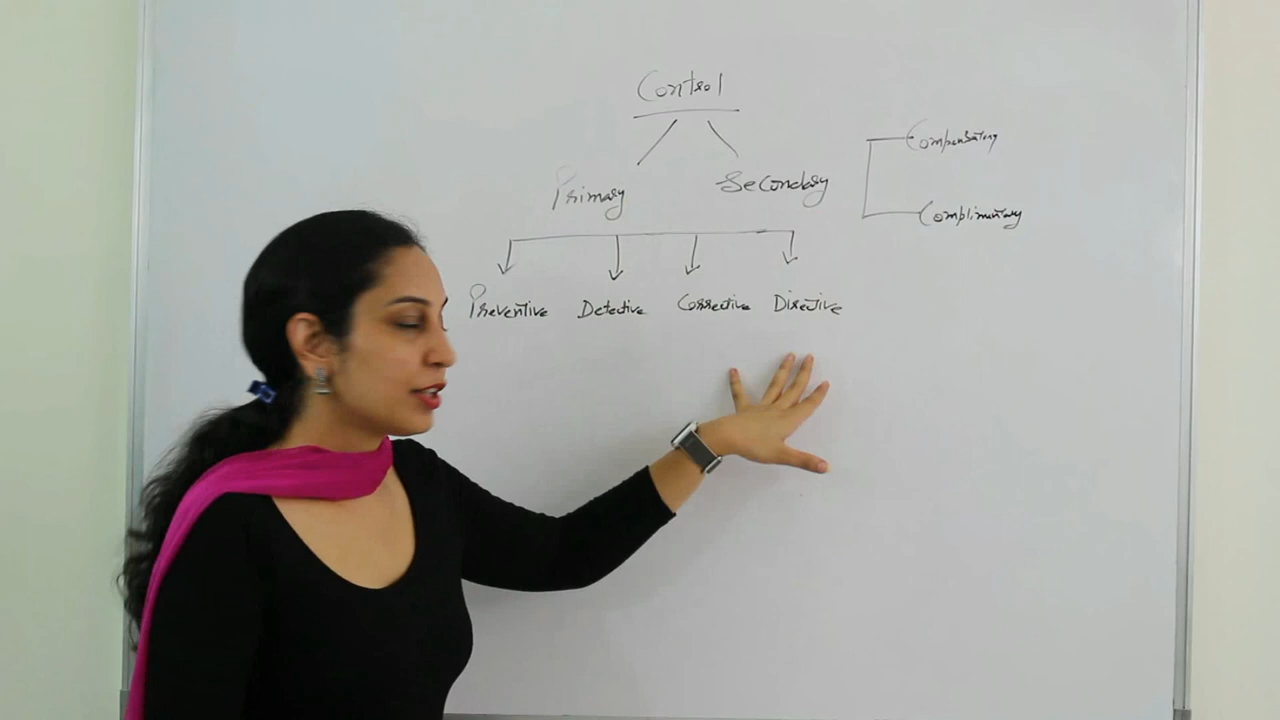 Control
Primary Secondary
Compensatory
Complimentary
Preventive Detective Corrective Directive